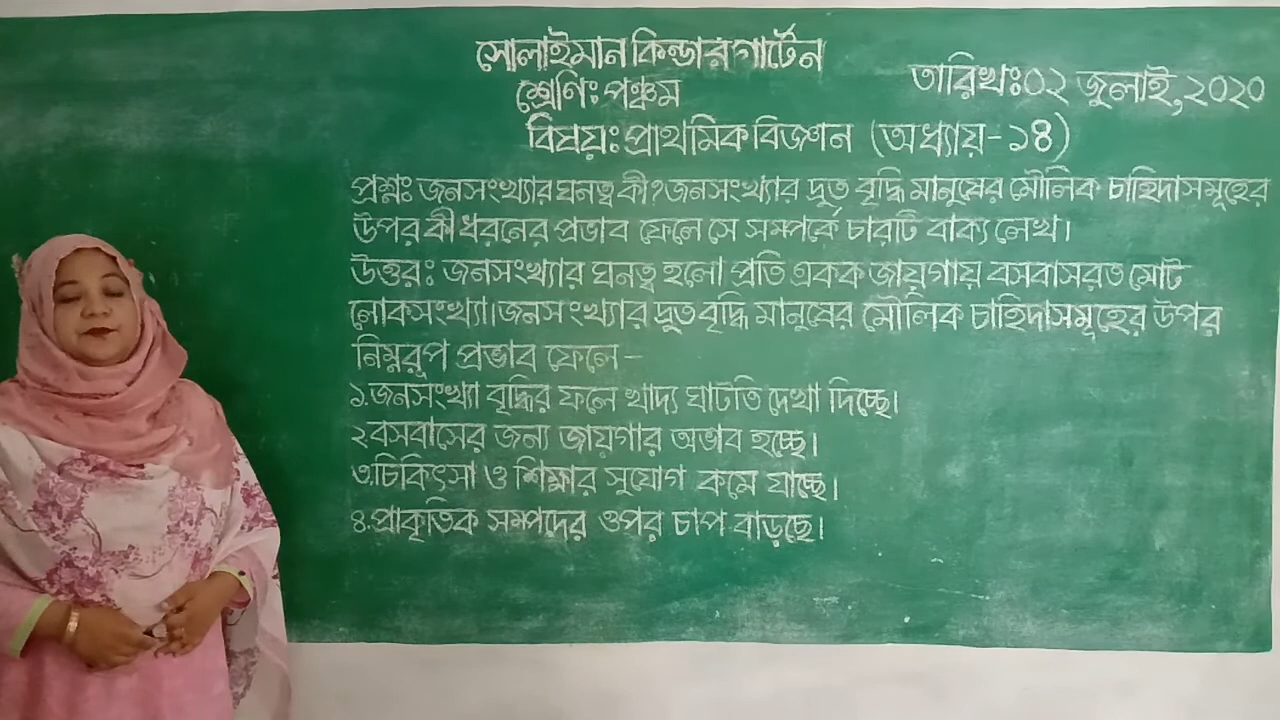 সোলাইমান কিন্ডার গার্টেন
শ্রেণিঃ পঞ্চম
তারিখঃ ০২ জুলাই, ২০২০
বিষয়ঃ প্রাথমিক বিজ্ঞান (অধ্যায়-১৪)
প্রশ্নঃ জনসংখ্যার ঘনত্ব কী? জনসংখ্যার দ্রুত বৃদ্ধি মানুষের মৌলিক চাহিদাসমূহের
উপর কী ধরনের প্রভাব ফেলে সে সম্পর্কে চারটি বাক্য লেখ।
উত্তরঃ জনসংখ্যার ঘনত্ব হলো প্রতি একক জায়গায় বসবাসরত মোট
লোকসংখ্যা। জনসংখ্যার দ্রুত বৃদ্ধি মানুষের মৌলিক চাহিদাসমূহের উপর
নিম্নরূপ প্রভাব ফেলে –
১. জনসংখ্যা বৃদ্ধির ফলে খাদ্য ঘাটতি দেখা দিচ্ছে।
২. বসবাসের জন্য জায়গার অভাব হচ্ছে।
৩. চিকিৎসা ও শিক্ষার সুযোগ কমে যাচ্ছে।
৪. প্রাকৃতিক সম্পদের ওপর চাপ বাড়ছে।